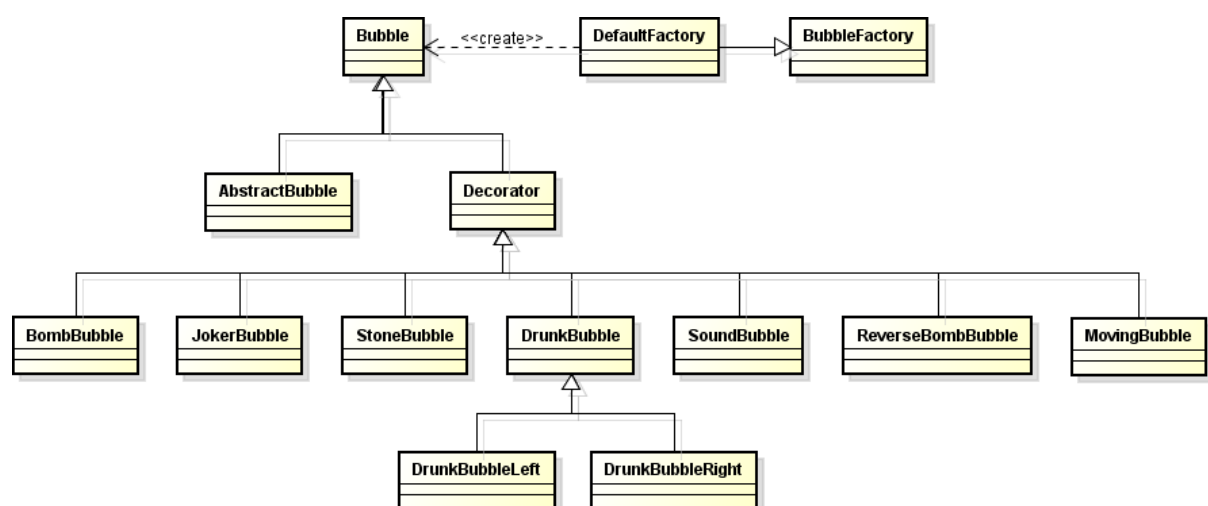 Bubble <<create>> DefaultFactory BubbleFactory
AbstractBubble Decorator
BombBubble JokerBubble StoneBubble DrunkBubble SoundBubble ReverseBombBubble MovingBubble
DrunkBubbleLeft DrunkBubbleRight